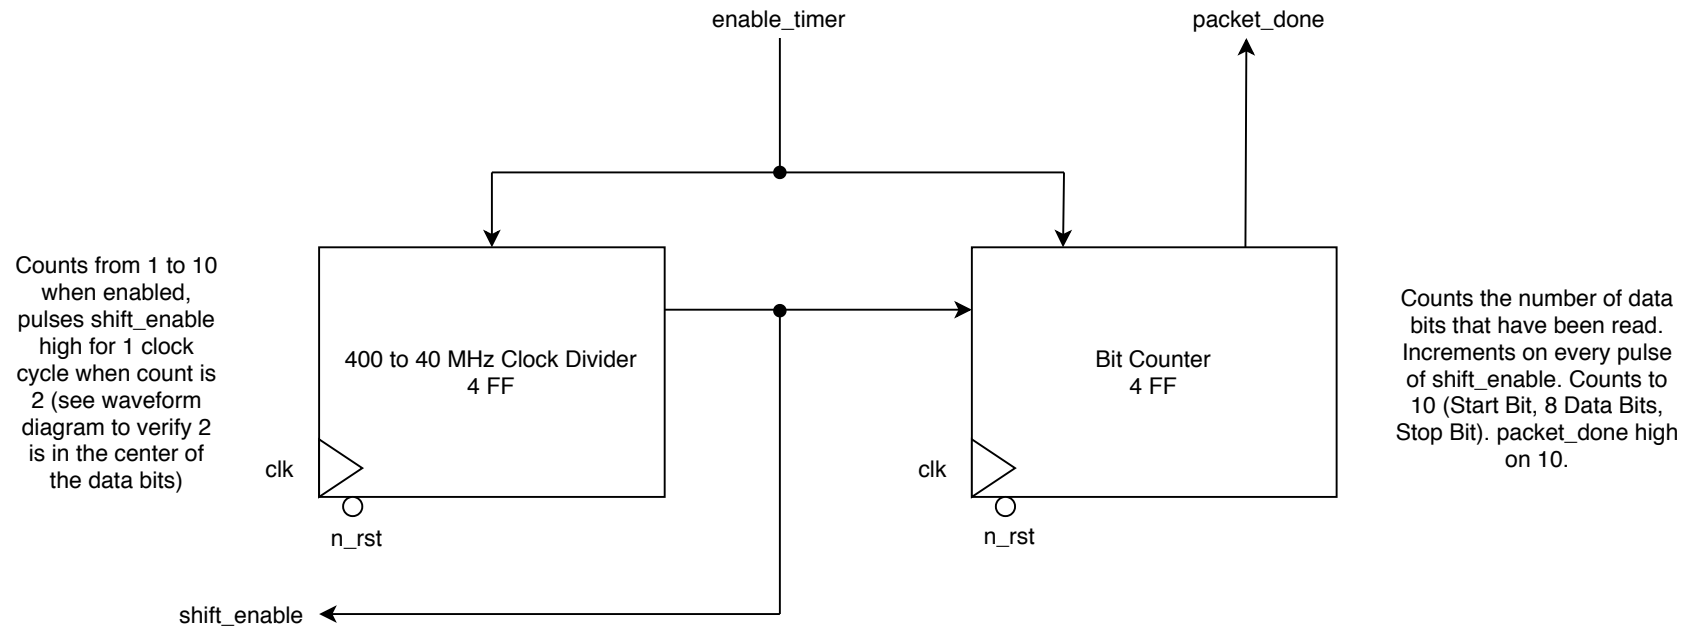 enable_timer
packet_done
Counts from 1 to 10
when enabled,
pulses shift_enable
high for 1 clock
cycle when count is
2 (see waveform
diagram to verify 2
is in the center of
the data bits)
400 to 40 MHz Clock Divider
4 FF
clk
n_rst
Bit Counter
4 FF
clk
n_rst
Counts the number of data
bits that have been read.
Increments on every pulse
of shift_enable. Counts to
10 (Start Bit, 8 Data Bits,
Stop Bit). packet_done high
on 10.
shift_enable